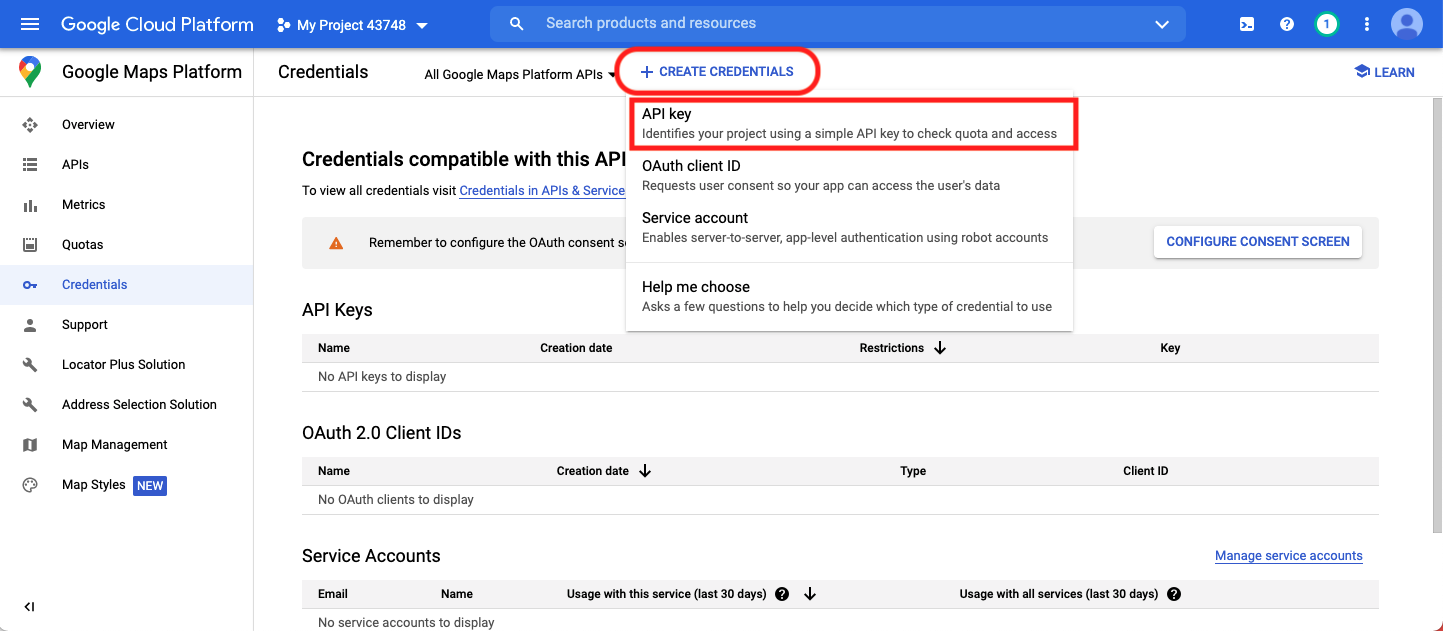 Google Cloud Platform
My Project 43748
Search products and resources
1
Google Maps Platform
Credentials
All Google Maps Platform APIs
+ CREATE CREDENTIALS
LEARN
Overview
APIs
Metrics
Quotas
Credentials
Support
Locator Plus Solution
Address Selection Solution
Map Management
Map Styles NEW
API key
Identifies your project using a simple API key to check quota and access
OAuth client ID
Requests user consent so your app can access the user's data
Service account
Enables server-to-server, app-level authentication using robot accounts
Help me choose
Asks a few questions to help you decide which type of credential to use
Credentials compatible with this API
To view all credentials visit Credentials in APIs & Service
Remember to configure the OAuth consent
CONFIGURE CONSENT SCREEN
API Keys
Name Creation date Restrictions Key
No API keys to display
OAuth 2.0 Client IDs
Name Creation date Type Client ID
No OAuth clients to display
Service Accounts
Manage service accounts
Email Name Usage with this service (last 30 days) ? Usage with all services (last 30 days) ?
No service accounts to display